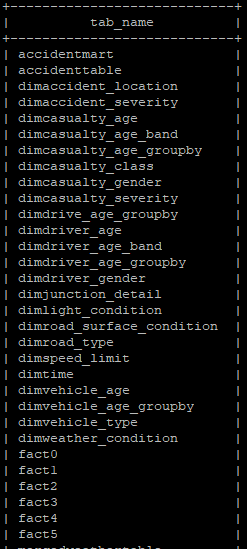 +-----------------------------+
| tab_name |
+-----------------------------+
| accidentmart |
| accidenttable |
| dimaccident_location |
| dimaccident_severity |
| dimcasualty_age |
| dimcasualty_age_band |
| dimcasualty_age_groupby |
| dimcasualty_class |
| dimcasualty_gender |
| dimcasualty_severity |
| dimdrive_age_groupby |
| dimdriver_age |
| dimdriver_age_band |
| dimdriver_age_groupby |
| dimdriver_gender |
| dimjunction_detail |
| dimlight_condition |
| dimroad_surface_condition |
| dimroad_type |
| dimspeed_limit |
| dimtime |
| dimvehicle_age |
| dimvehicle_age_groupby |
| dimvehicle_type |
| dimweather_condition |
| fact0 |
| fact1 |
| fact2 |
| fact3 |
| fact4 |
| fact5 |